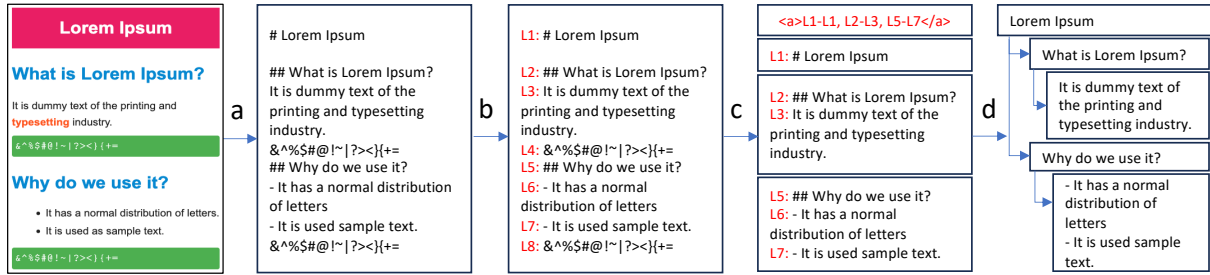 Lorem Ipsum
What is Lorem Ipsum?
It is dummy text of the printing and
typesetting industry.
&^%$#@!~|?><}{+=
Why do we use it?
• It has a normal distribution of letters.
• It is used as sample text.
&^%$#@!~|?><}{+=
a
# Lorem Ipsum
## What is Lorem Ipsum?
It is dummy text of the
printing and typesetting
industry.
&^%$#@!~|?><}{+=
## Why do we use it?
- It has a normal distribution
of letters
- It is used sample text.
&^%$#@!~|?><}{+=
b
L1: # Lorem Ipsum
L2: ## What is Lorem Ipsum?
L3: It is dummy text of the
printing and typesetting
industry.
L4: &^%$#@!~|?><}{+=
L5: ## Why do we use it?
L6: - It has a normal
distribution of letters
L7: - It is used sample text.
L8: &^%$#@!~|?><}{+=
c
<a>L1-L1, L2-L3, L5-L7</a>
L1: # Lorem Ipsum
L2: ## What is Lorem Ipsum?
L3: It is dummy text of the
printing and typesetting
industry.
L5: ## Why do we use it?
L6: - It has a normal
distribution of letters
L7: - It is used sample text.
d
Lorem Ipsum
What is Lorem Ipsum?
It is dummy text of
the printing and
typesetting industry.
Why do we use it?
- It has a normal
distribution of
letters
- It is used sample
text.